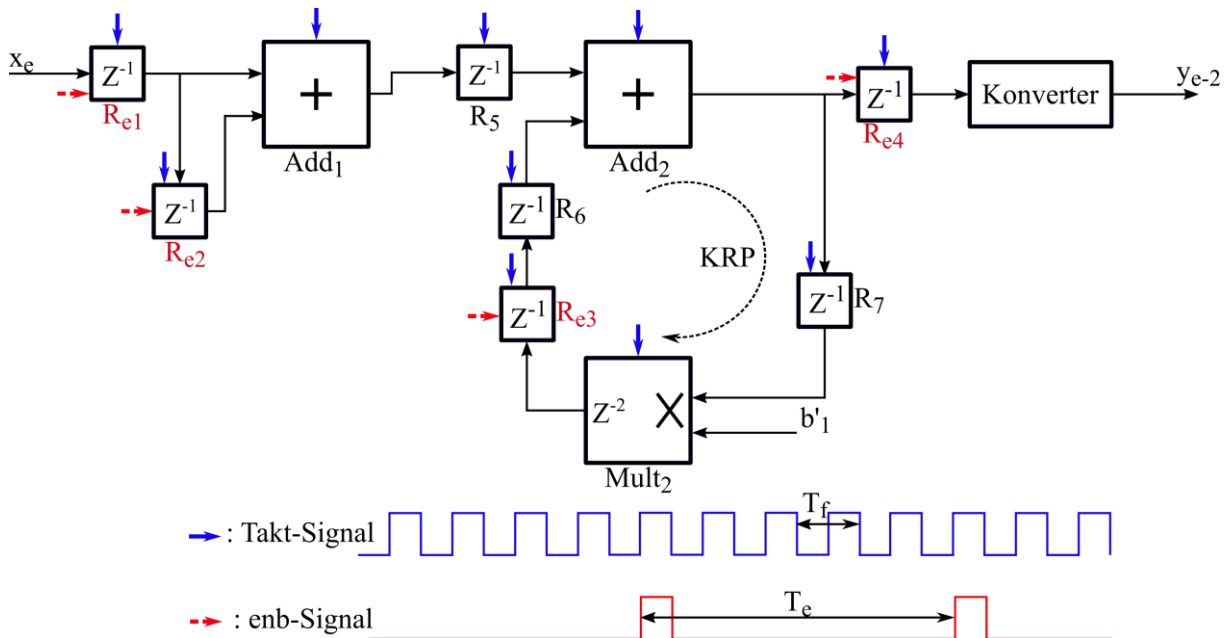 xₑ
Z⁻¹
Rₑ₁
+
Add₁
Z⁻¹
R₅
+
Add₂
Z⁻¹
Rₑ₄
Konverter
yₑ₋₂
Z⁻¹
Rₑ₂
Z⁻¹
R₆
KRP
Z⁻¹
Rₑ₃
Z⁻¹
R₇
Z⁻²
X
b'₁
Mult₂
: Takt-Signal
T_f
: enb-Signal
Tₑ